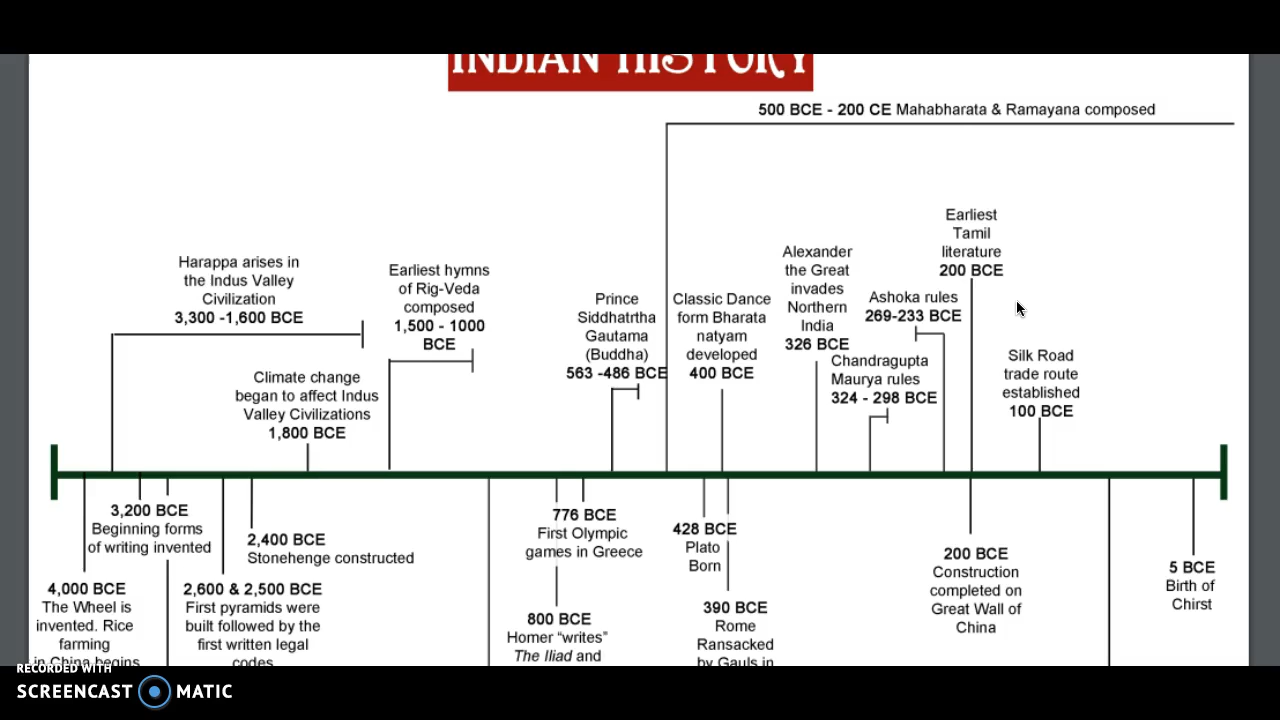 INDIAN HISTORY
500 BCE - 200 CE Mahabharata & Ramayana composed
Harappa arises in
the Indus Valley
Civilization
3,300 -1,600 BCE
Climate change
began to affect Indus
Valley Civilizations
1,800 BCE
Earliest hymns
of Rig-Veda
composed
1,500 - 1000
BCE
Prince
Siddhatrtha
Gautama
(Buddha)
563 -486 BCE
Classic Dance
form Bharata
natyam
developed
400 BCE
Alexander
the Great
invades
Northern
India
326 BCE
Chandragupta
Maurya rules
324 - 298 BCE
Ashoka rules
269-233 BCE
Earliest
Tamil
literature
200 BCE
Silk Road
trade route
established
100 BCE
4,000 BCE
The Wheel is
invented. Rice
farming
in China begins
3,200 BCE
Beginning forms
of writing invented
2,600 & 2,500 BCE
First pyramids were
built followed by the
first written legal
codes
2,400 BCE
Stonehenge constructed
776 BCE
First Olympic
games in Greece
800 BCE
Homer “writes”
The Iliad and
428 BCE
Plato
Born
390 BCE
Rome
Ransacked
by Gauls in
200 BCE
Construction
completed on
Great Wall of
China
5 BCE
Birth of
Chirst
RECORDED WITH
SCREENCAST MATIC